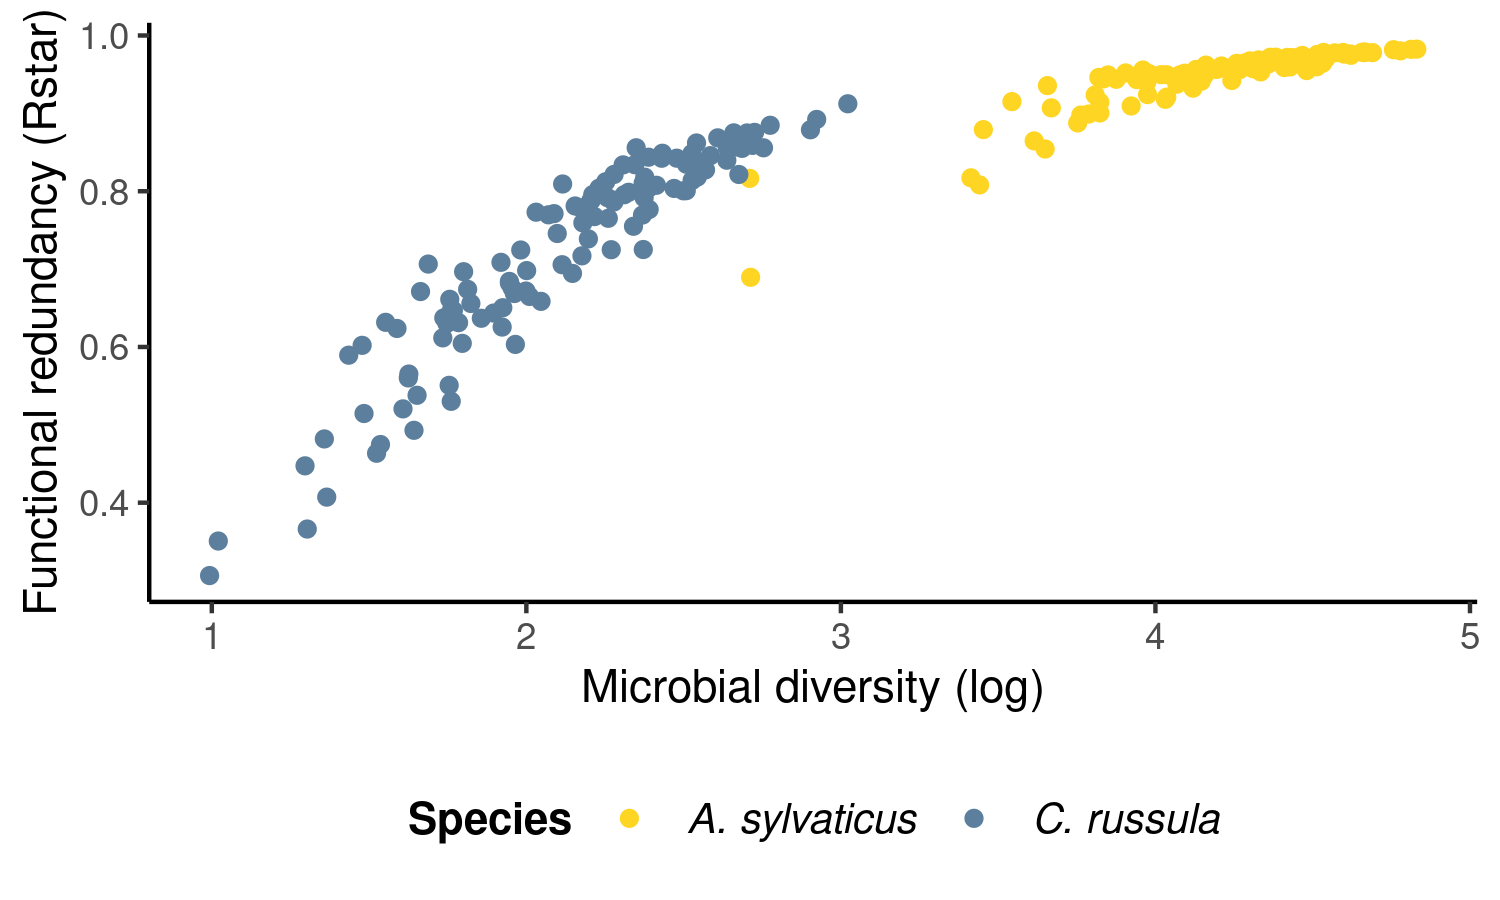 Functional redundancy (Rstar)
1.0
0.8
0.6
0.4
1 2 3 4 5
Microbial diversity (log)
Species A. sylvaticus C. russula